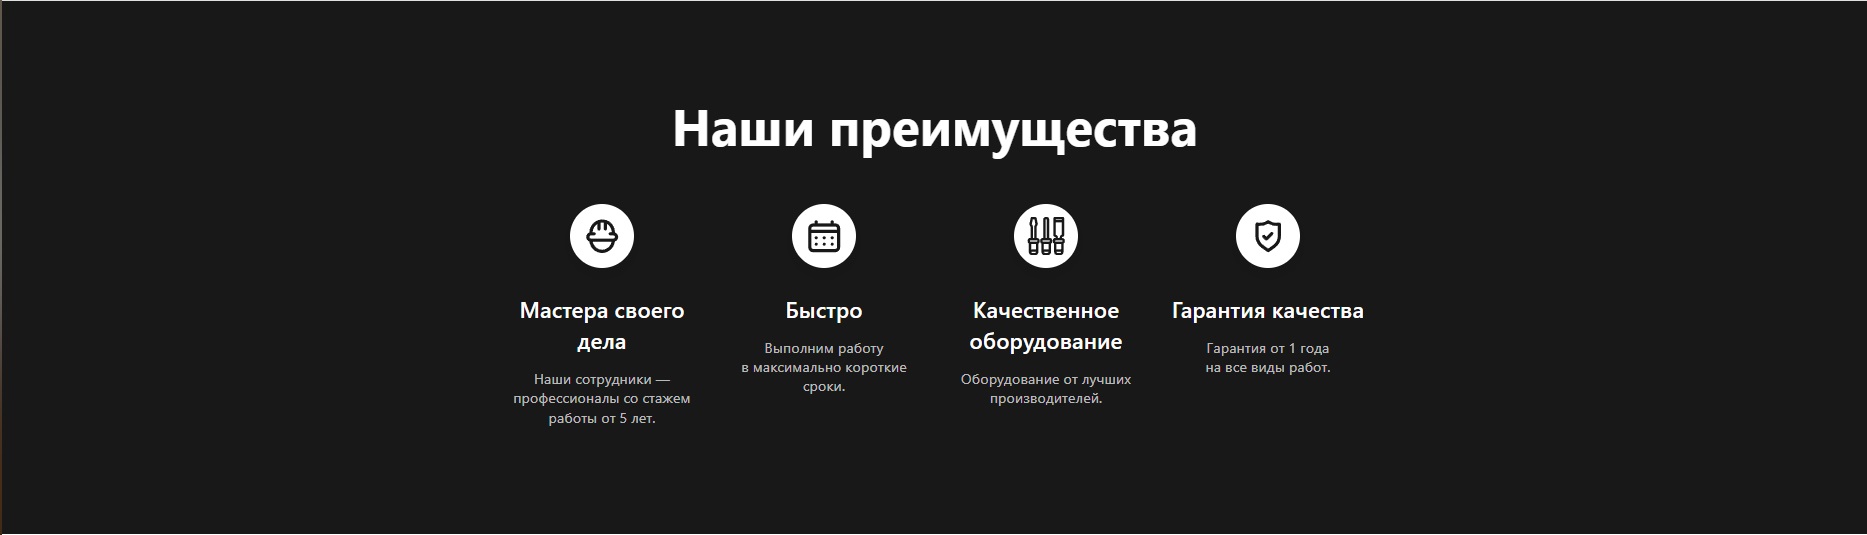 Наши преимущества
Мастера своего
дела
Наши сотрудники —
профессионалы со стажем
работы от 5 лет.
Быстро
Выполним работу
в максимально короткие
сроки.
Качественное
оборудование
Оборудование от лучших
производителей.
Гарантия качества
Гарантия от 1 года
на все виды работ.